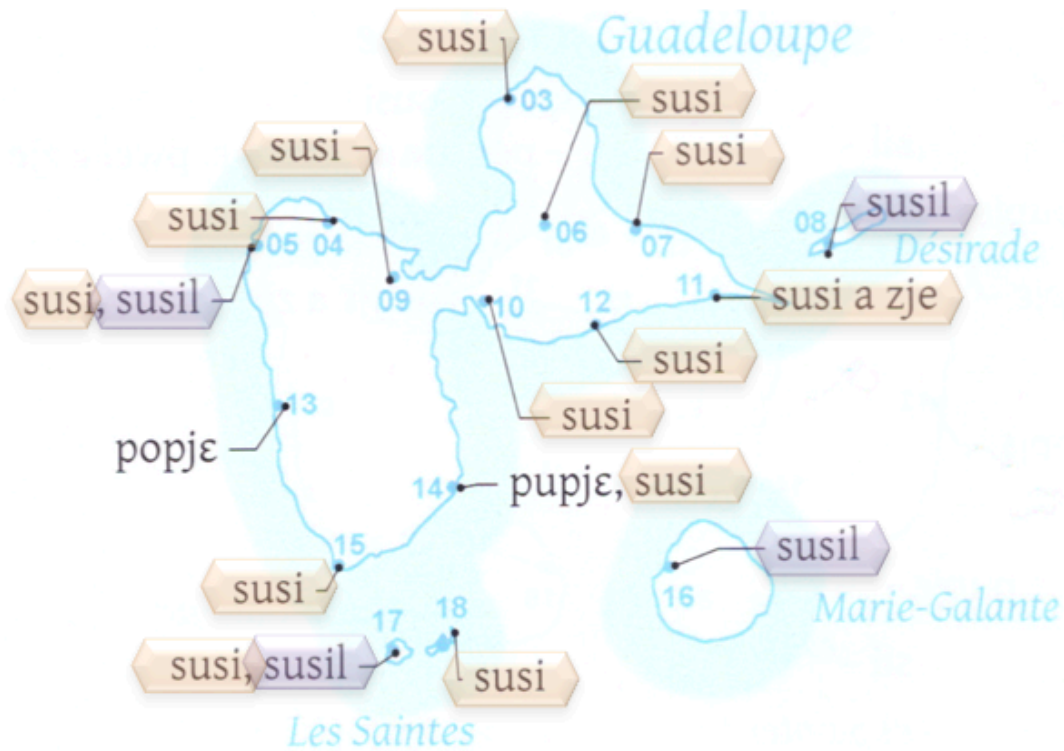 susi
Guadeloupe
03
susi
susi
susi
susi
08
susil
05
04
06
07
Désirade
susi, susil
09
10
12
11
susi a zje
susi
susi
13
popjɛ
14
pupjɛ, susi
15
susi
susil
16
Marie-Galante
17
18
susi, susil
susi
Les Saintes